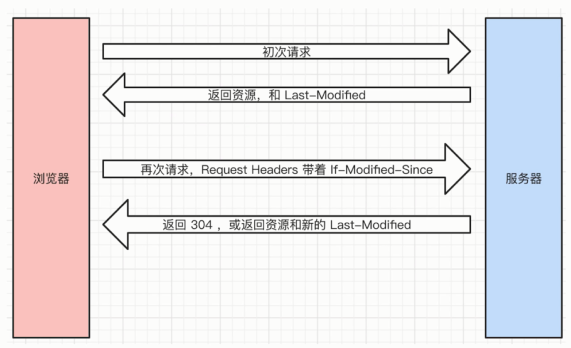 初次请求
返回资源，和 Last-Modified
浏览器
再次请求，Request Headers 带着 If-Modified-Since
服务器
返回 304 ，或返回资源和新的 Last-Modified